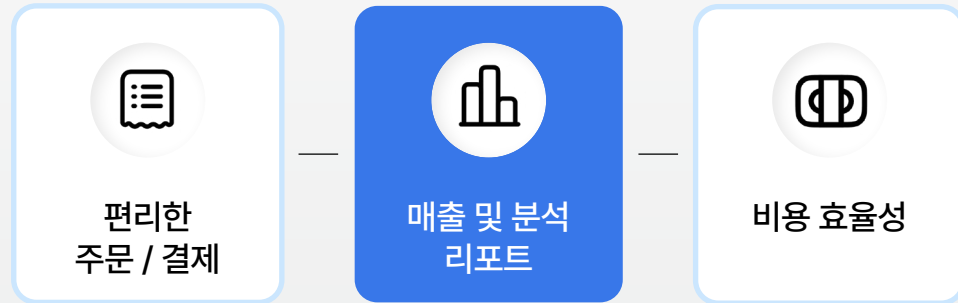 편리한
주문 / 결제
매출 및 분석
리포트
비용 효율성